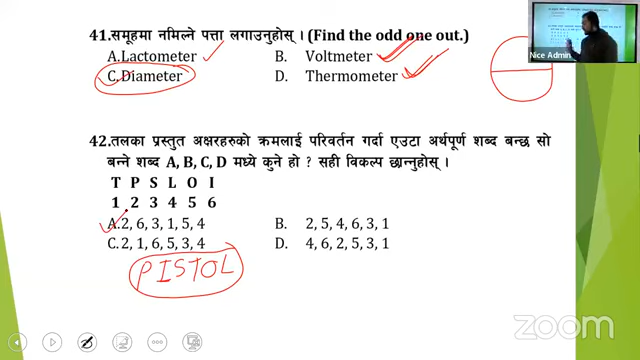 41. समूहमा नमिल्ने पत्ता लगाउनुहोस् । (Find the odd one out.)
A.Lactometer B. Voltmeter
C.Diameter D. Thermometer
42. तलका प्रस्तुत अक्षरहरुको क्रमलाई परिवर्तन गर्दा एउटा अर्थपूर्ण शब्द बन्छ सो
बन्ने शब्द A, B, C, D मध्ये कुने हो ? सही विकल्प छान्नुहोस् ।
T P S L O I
1 2 3 4 5 6
A.2, 6, 3, 1, 5, 4 B. 2, 5, 4, 6, 3, 1
C.2, 1, 6, 5, 3, 4 D. 4, 6, 2, 5, 3, 1
PISTOL
Nice Admin
zoom